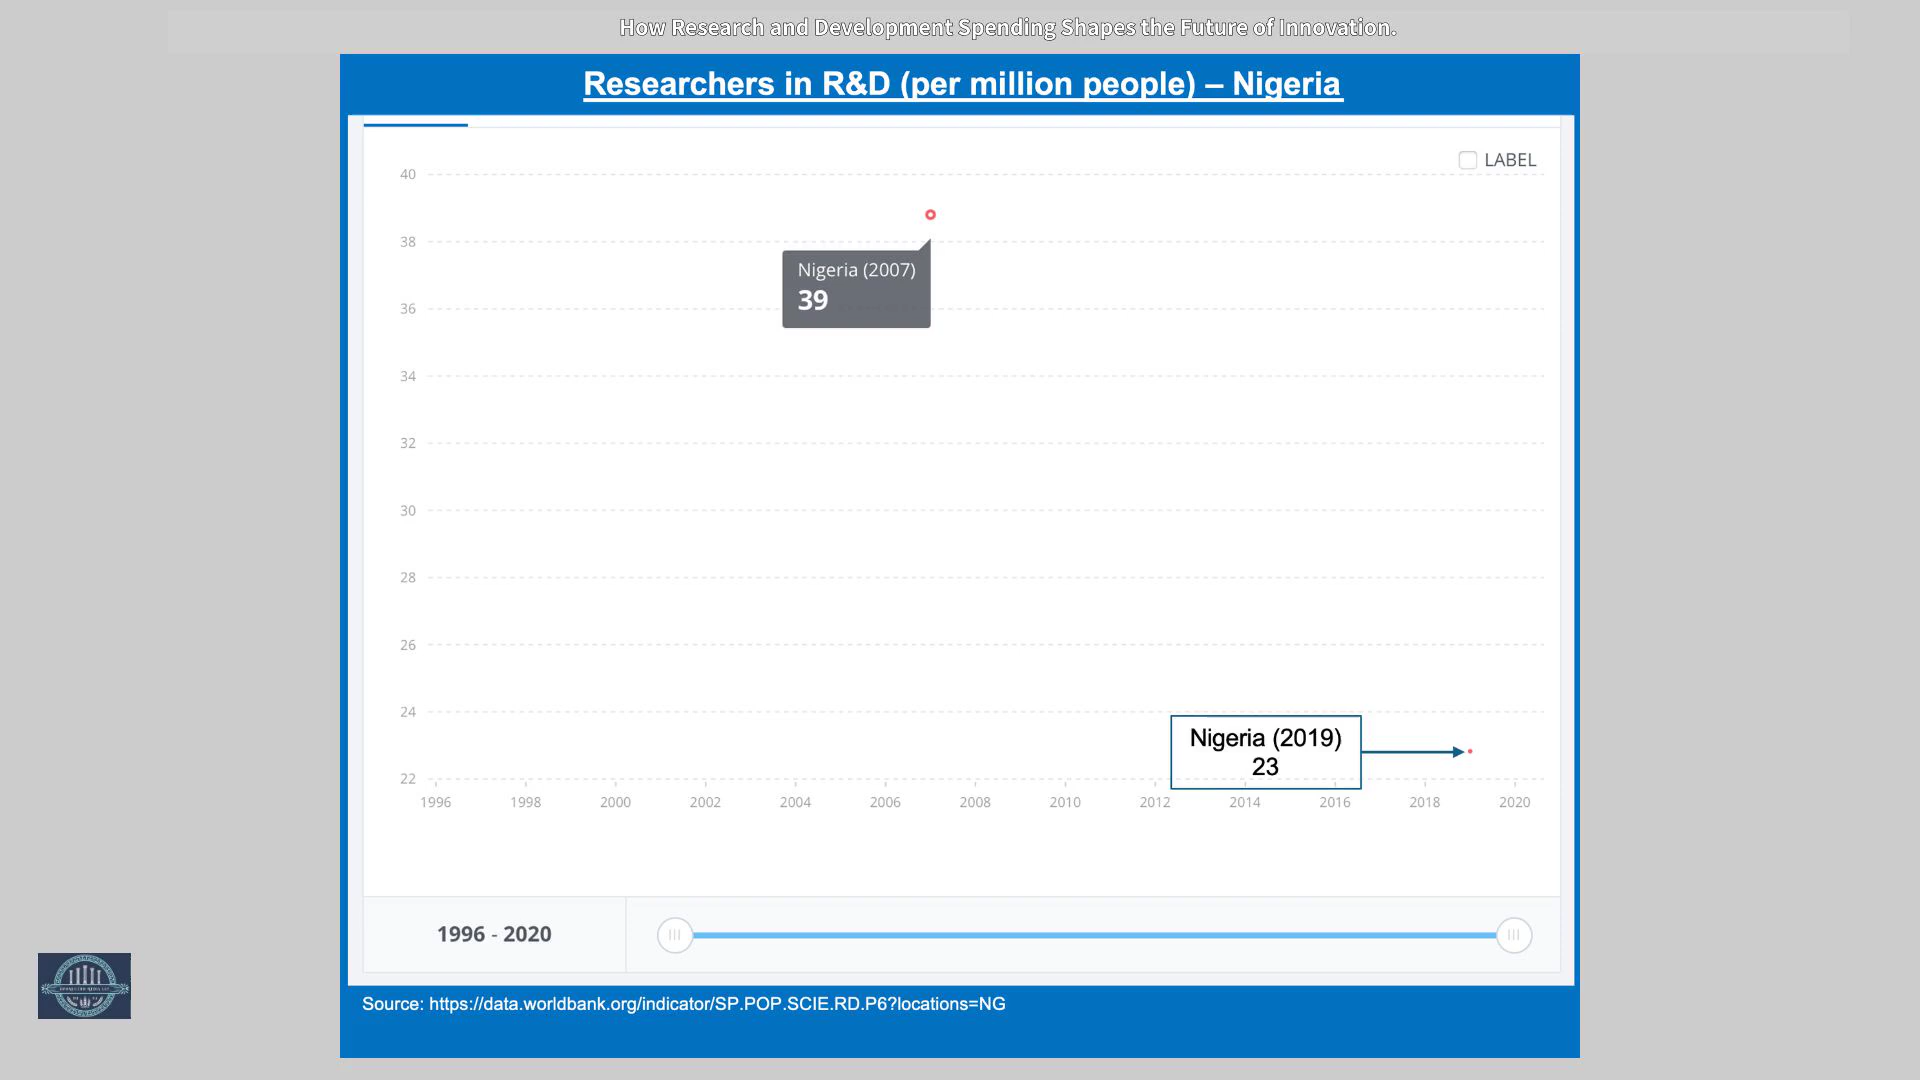 How Research and Development Spending Shapes the Future of Innovation.
Researchers in R&D (per million people) – Nigeria
LABEL
40
38
Nigeria (2007)
39
36
34
32
30
28
26
24
Nigeria (2019)
23
22
1996 1998 2000 2002 2004 2006 2008 2010 2012 2014 2016 2018 2020
1996 - 2020
Source: https://data.worldbank.org/indicator/SP.POP.SCIE.RD.P6?locations=NG